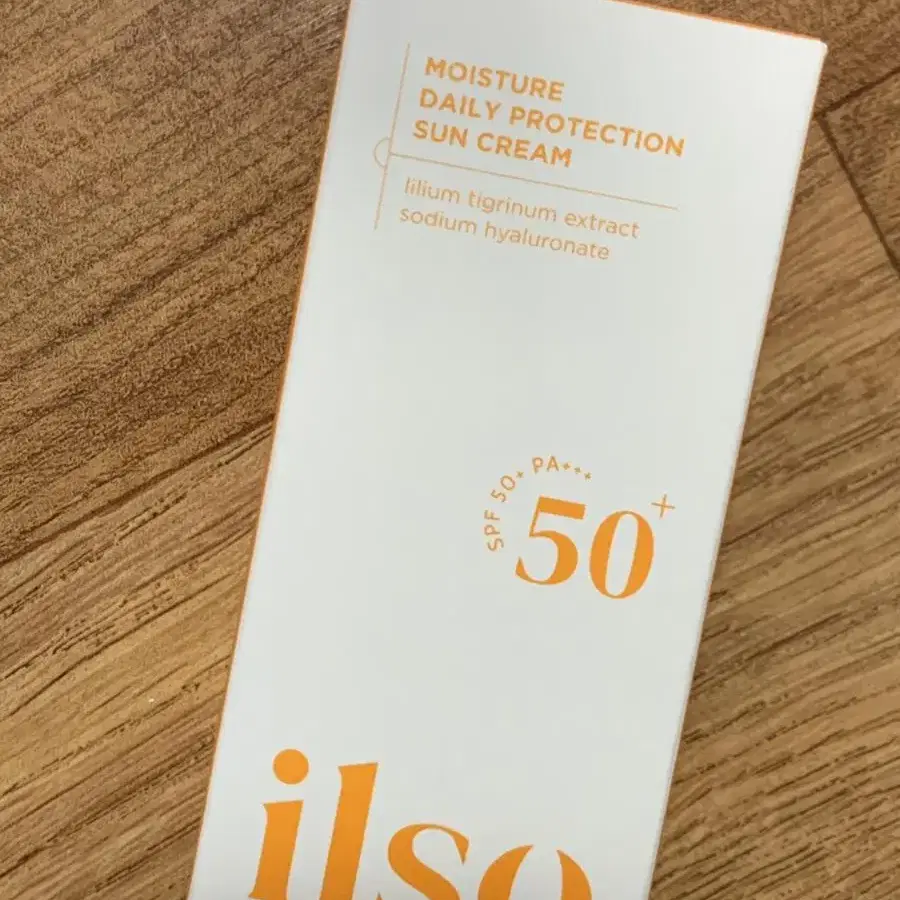 MOISTURE
DAILY PROTECTION
SUN CREAM
lilium tigrinum extract
sodium hyaluronate
SPF 50+ PA+++
50+
ilso